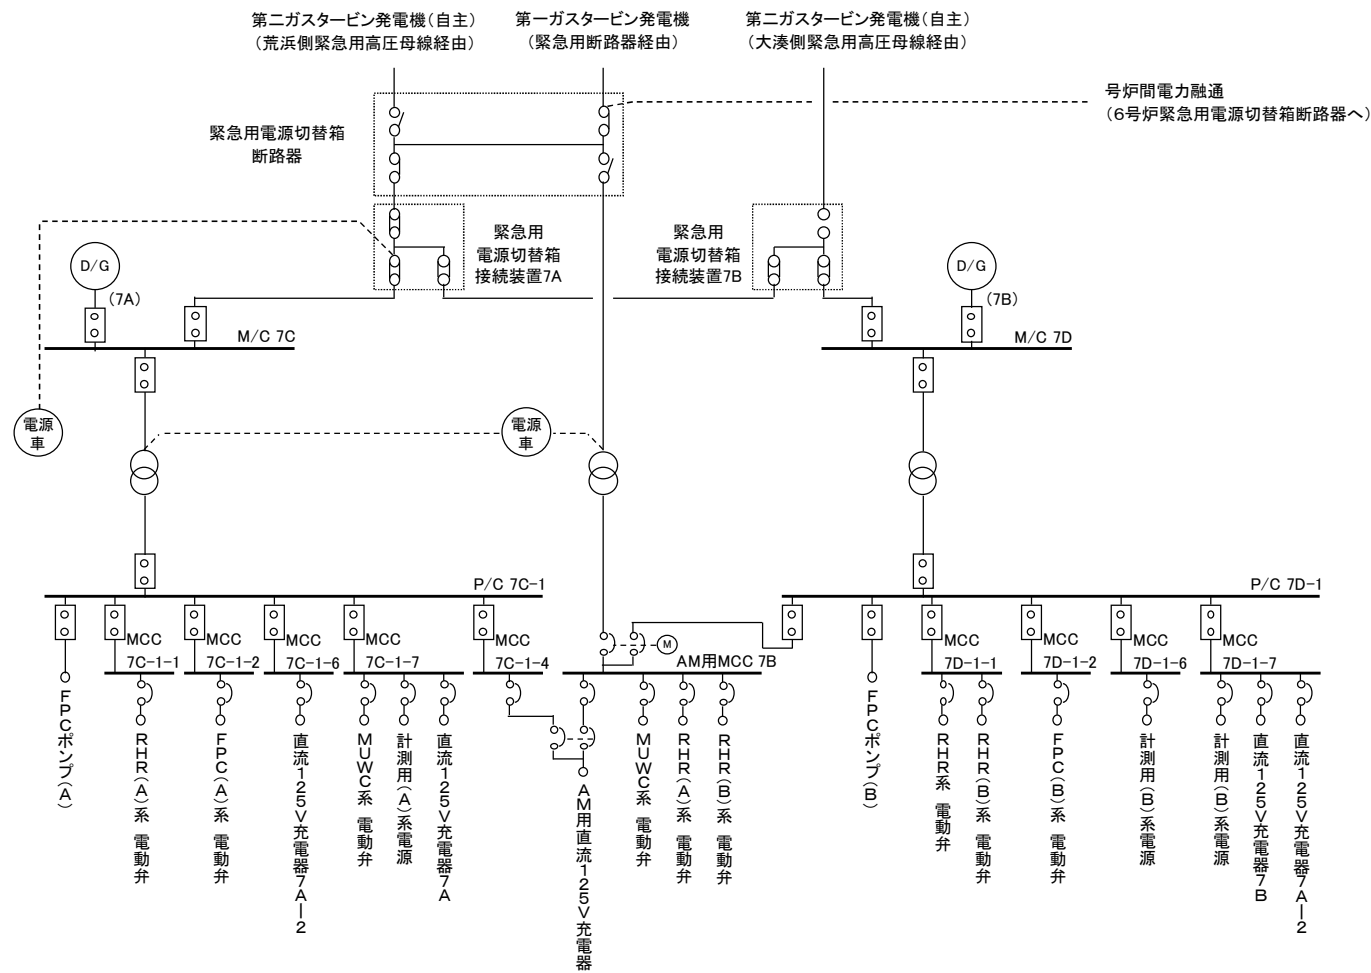 第二ガスタービン発電機(自主)
(荒浜側緊急用高圧母線経由)
第一ガスタービン発電機
(緊急用断路器経由)
第二ガスタービン発電機(自主)
(大湊側緊急用高圧母線経由)
号炉間電力融通
(6号炉緊急用電源切替箱断路器へ)
緊急用電源切替箱
断路器
緊急用
電源切替箱
接続装置7A
緊急用
電源切替箱
接続装置7B
D/G
(7A)
D/G
(7B)
M/C 7C
M/C 7D
電源
車
電源
車
P/C 7C-1
P/C 7D-1
MCC
7C-1-1
MCC
7C-1-2
MCC
7C-1-6
MCC
7C-1-7
MCC
7C-1-4
M
AM用MCC 7B
MCC
7D-1-1
MCC
7D-1-2
MCC
7D-1-6
MCC
7D-1-7
FPCポンプ(A)
RHR(A)系 電動弁
FPC(A)系 電動弁
直流125V充電器7A-2
MUWC系 電動弁
計測用(A)系電源
直流125V充電器7A
AM用直流125V充電器
MUWC系 電動弁
RHR(A)系 電動弁
RHR(B)系 電動弁
FPCポンプ(B)
RHR系 電動弁
RHR(B)系 電動弁
FPC(B)系 電動弁
計測用(B)系電源
計測用(B)系電源
直流125V充電器7B
直流125V充電器7A-2